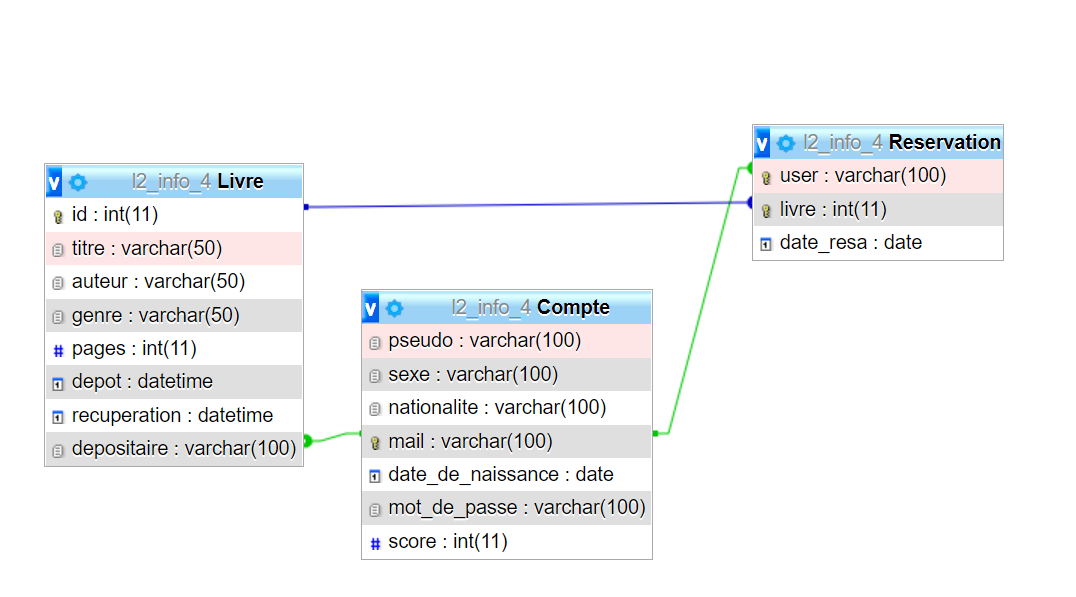 v l2_info_4 Livre
id : int(11)
titre : varchar(50)
auteur : varchar(50)
genre : varchar(50)
# pages : int(11)
depot : datetime
recuperation : datetime
depositaire : varchar(100)
v l2_info_4 Compte
pseudo : varchar(100)
sexe : varchar(100)
nationalite : varchar(100)
mail : varchar(100)
date_de_naissance : date
mot_de_passe : varchar(100)
# score : int(11)
v l2_info_4 Reservation
user : varchar(100)
livre : int(11)
date_resa : date